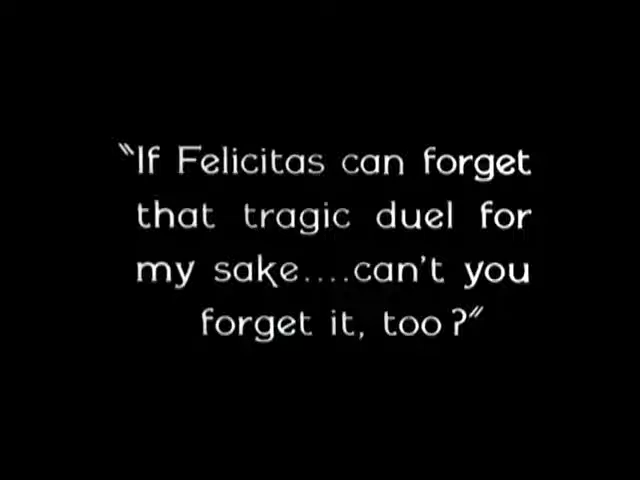 "If Felicitas can forget
that tragic duel for
my sake....can't you
forget it, too?"